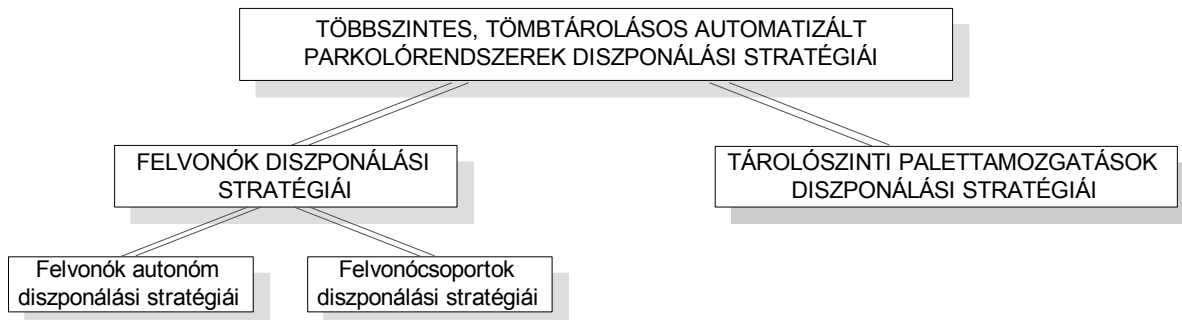 TÖBBSZINTES, TÖMBTÁROLÁSOS AUTOMATIZÁLT
PARKOLÓRENDSZEREK DISZPONÁLÁSI STRATÉGIÁI
FELVONÓK DISZPONÁLÁSI
STRATÉGIÁI
TÁROLÓSZINTI PALETTAMOZGATÁSOK
DISZPONÁLÁSI STRATÉGIÁI
Felvonók autonóm
diszponálási stratégiái
Felvonócsoportok
diszponálási stratégiái